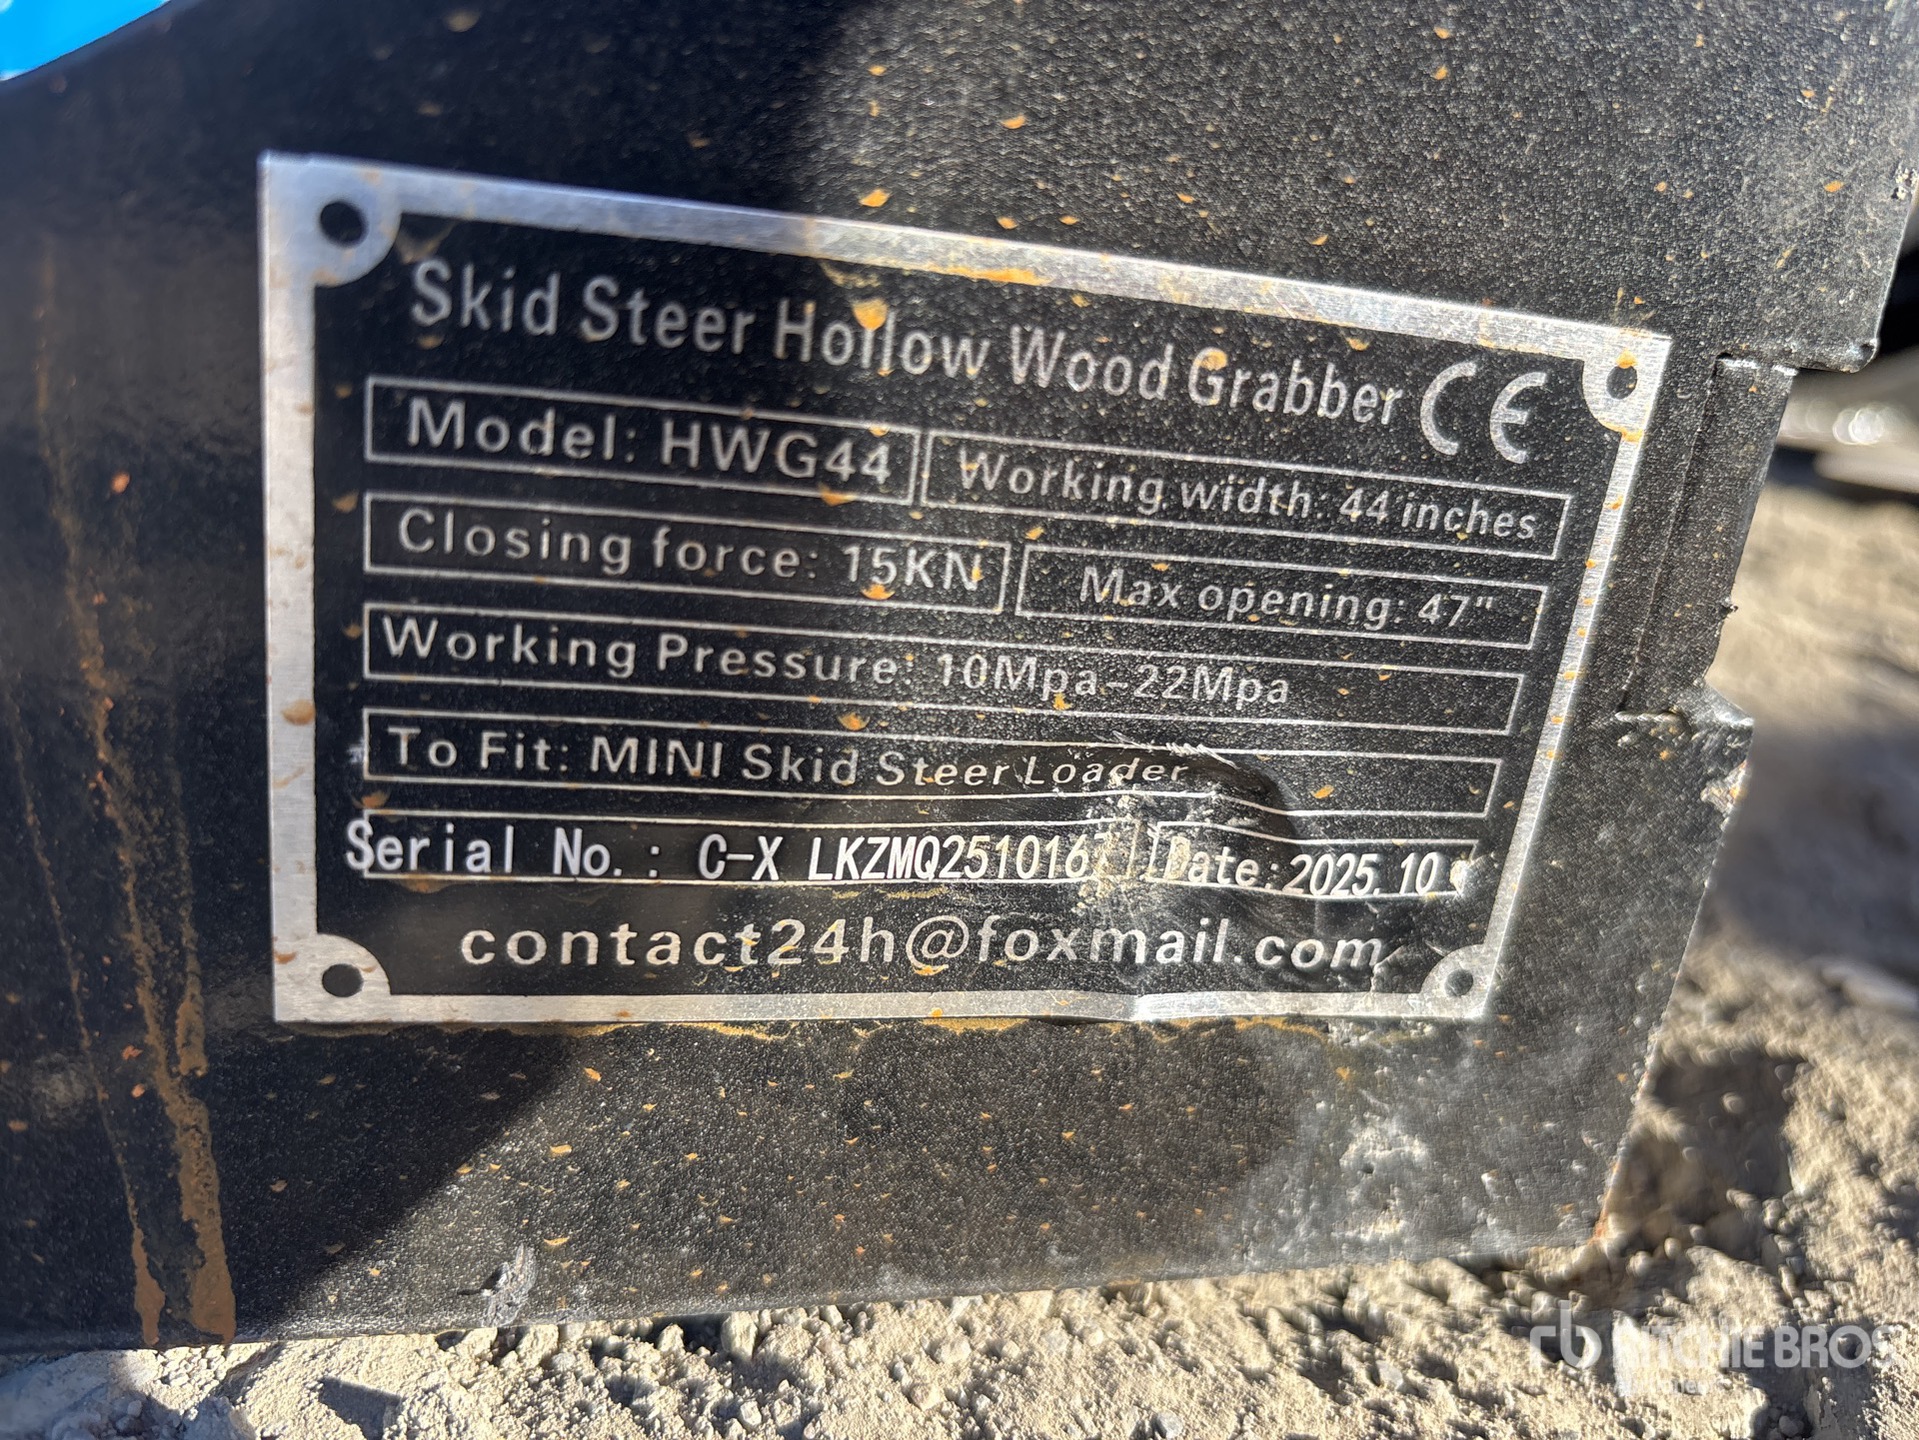 Skid Steer Hollow Wood Grabber CE
Model: HWG44 Working width: 44 inches
Closing force: 15KN Max opening: 47"
Working Pressure: 10Mpa-22Mpa
To Fit: MINI Skid Steer Loader
Serial No.: C-X LKZMQ2510167 Date: 2025.10
contact24h@foxmail.com
rb RITCHIE BROS